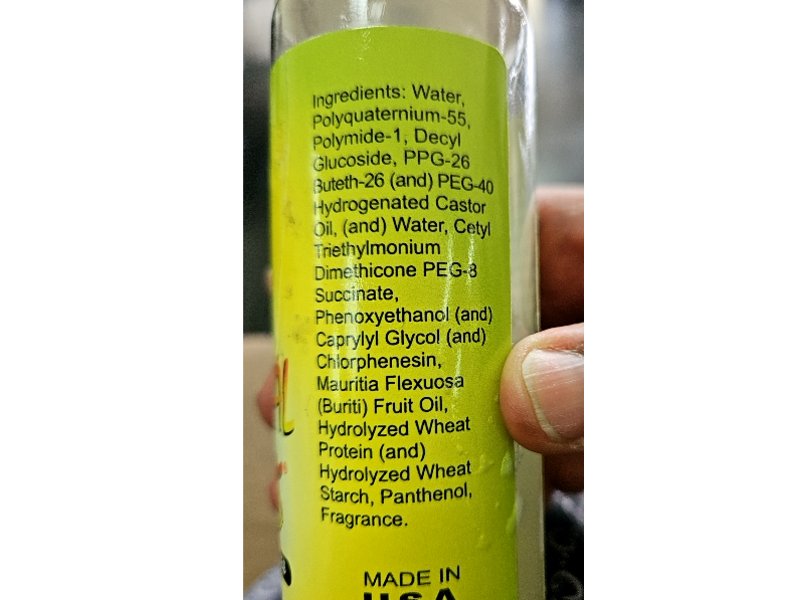 Ingredients: Water,
Polyquaternium-55,
Polymide-1, Decyl
Glucoside, PPG-26
Buteth-26 (and) PEG-40
Hydrogenated Castor
Oil, (and) Water, Cetyl
Triethylmonium
Dimethicone PEG-8
Succinate,
Phenoxyethanol (and)
Caprylyl Glycol (and)
Chlorphenesin,
Mauritia Flexuosa
(Buriti) Fruit Oil,
Hydrolyzed Wheat
Protein (and)
Hydrolyzed Wheat
Starch, Panthenol,
Fragrance.
MADE IN
USA